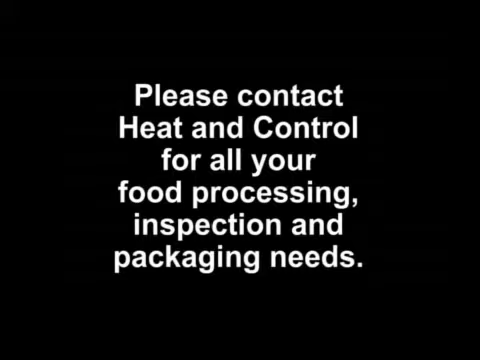 Please contact
Heat and Control
for all your
food processing,
inspection and
packaging needs.